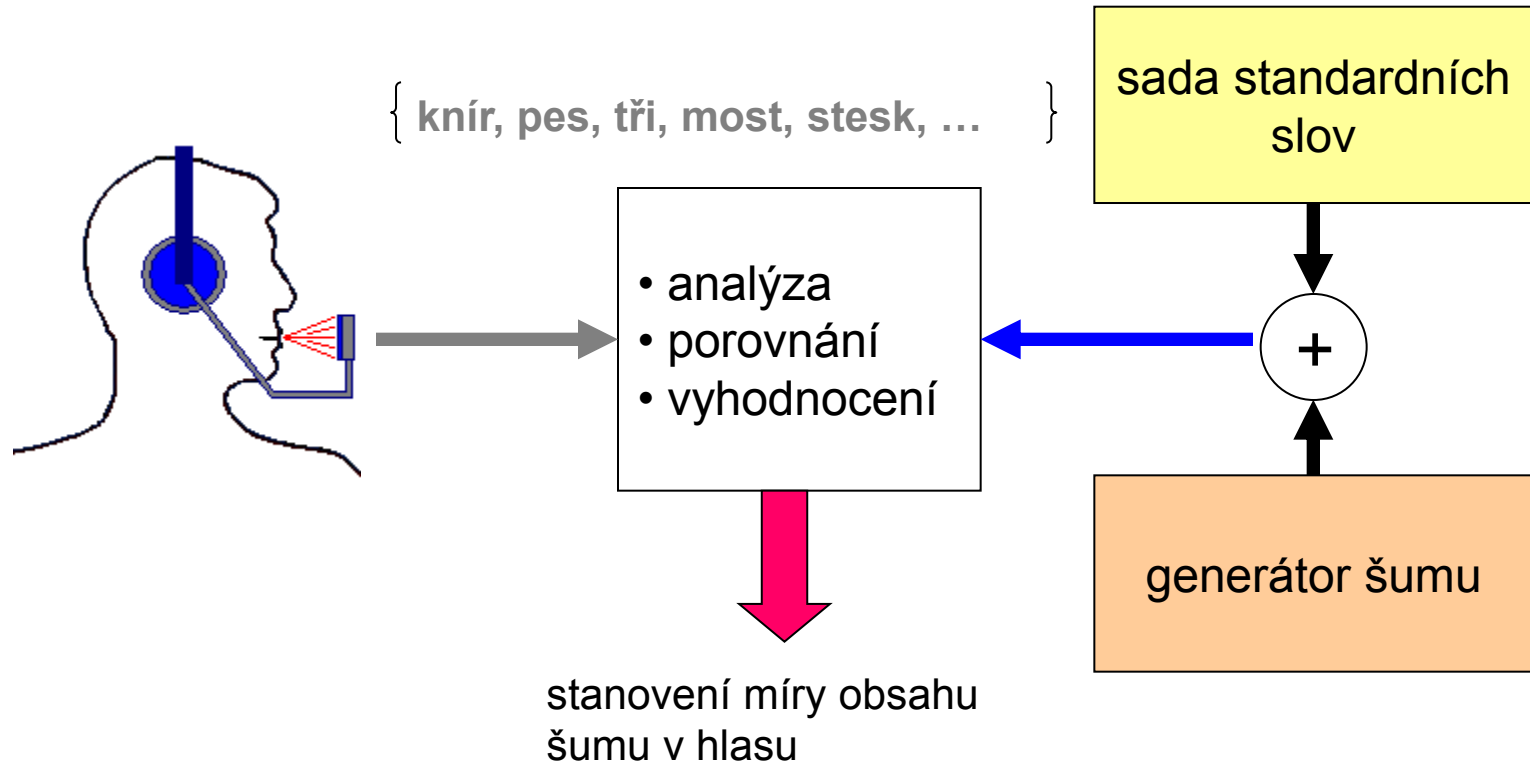 { knír, pes, tři, most, stesk, … }
sada standardních
slov
• analýza
• porovnání
• vyhodnocení
+
generátor šumu
stanovení míry obsahu
šumu v hlasu